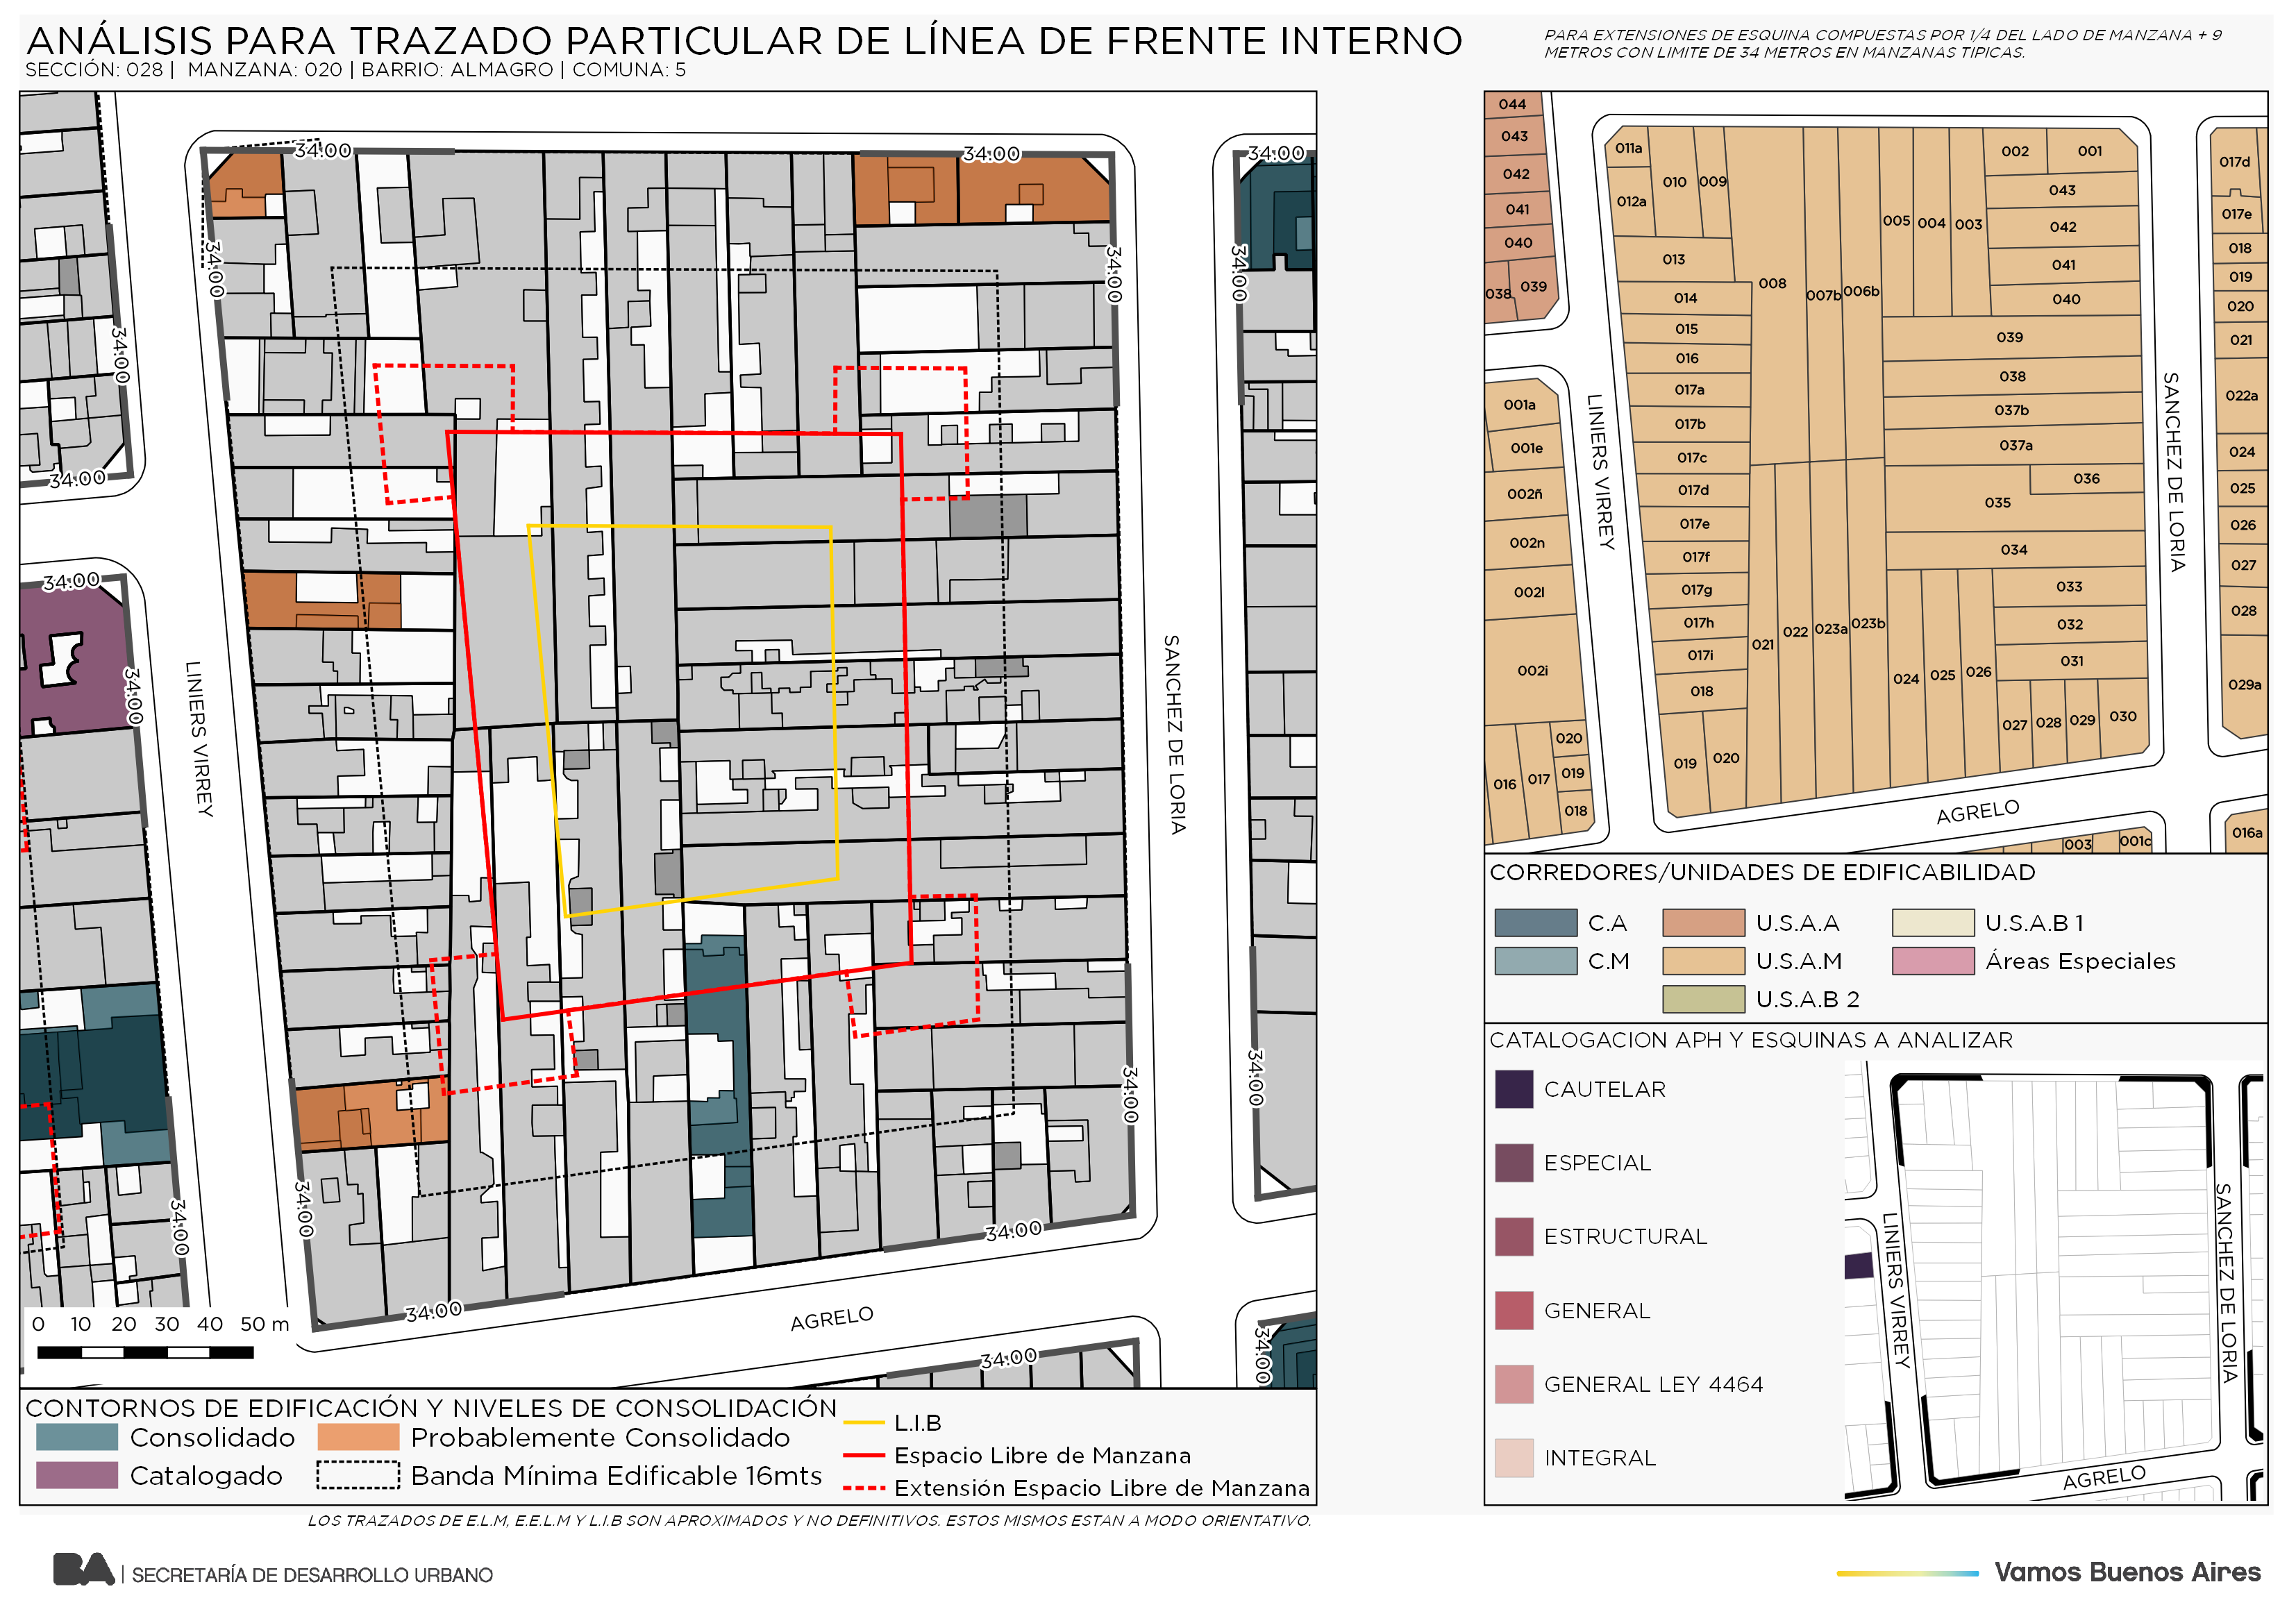 ANÁLISIS PARA TRAZADO PARTICULAR DE LÍNEA DE FRENTE INTERNO
SECCIÓN: 028 | MANZANA: 020 | BARRIO: ALMAGRO | COMUNA: 5
PARA EXTENSIONES DE ESQUINA COMPUESTAS POR 1/4 DEL LADO DE MANZANA + 9
METROS CON LIMITE DE 34 METROS EN MANZANAS TIPICAS.
34.00
34.00
34.00
34.00
34.00
34.00
34.00
34.00
34.00
34.00
LINIERS VIRREY
SANCHEZ DE LORIA
34.00
34.00
34.00
34.00
34.00
34.00
34.00
AGRELO
34.00
34.00
0 10 20 30 40 50 m
CONTORNOS DE EDIFICACIÓN Y NIVELES DE CONSOLIDACIÓN
Consolidado
Probablemente Consolidado
Catalogado
Banda Mínima Edificable 16mts
L.I.B
Espacio Libre de Manzana
Extensión Espacio Libre de Manzana
044
043
042
041
040
038
039
011a
012a
010
009
013
014
015
016
017a
017b
017c
017d
017e
017f
017g
017h
017i
018
019
020
008
007b
006b
005
004
003
002
001
043
042
041
040
039
038
037b
037a
036
035
034
033
032
031
021
022
023a
023b
024
025
026
027
028
029
030
001a
001e
002ñ
002n
002l
002i
020
019
018
017
016
017d
017e
018
019
020
021
022a
024
025
026
027
028
029a
016a
003
001c
LINIERS VIRREY
SANCHEZ DE LORIA
AGRELO
CORREDORES/UNIDADES DE EDIFICABILIDAD
C.A
U.S.A.A
U.S.A.B 1
C.M
U.S.A.M
Áreas Especiales
U.S.A.B 2
CATALOGACION APH Y ESQUINAS A ANALIZAR
CAUTELAR
ESPECIAL
ESTRUCTURAL
GENERAL
GENERAL LEY 4464
INTEGRAL
LINIERS VIRREY
SANCHEZ DE LORIA
AGRELO
LOS TRAZADOS DE E.L.M, E.E.L.M Y L.I.B SON APROXIMADOS Y NO DEFINITIVOS. ESTOS MISMOS ESTAN A MODO ORIENTATIVO.
BA | SECRETARÍA DE DESARROLLO URBANO
Vamos Buenos Aires